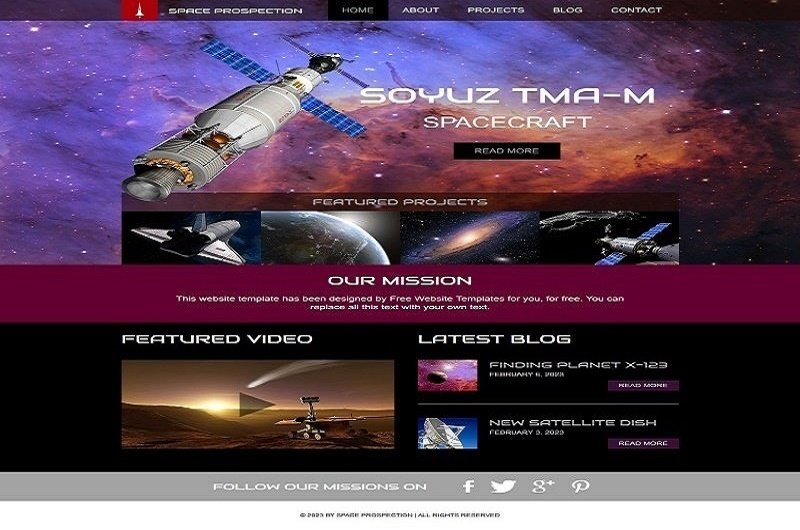 SPACE PROSPECTION
HOME ABOUT PROJECTS BLOG CONTACT
SOYUZ TMA-M
SPACECRAFT
READ MORE
FEATURED PROJECTS
OUR MISSION
This website template has been designed by Free Website Templates for you, for free. You can
replace all this text with your own text.
FEATURED VIDEO
LATEST BLOG
FINDING PLANET X-123
FEBRUARY 6, 2023
READ MORE
NEW SATELLITE DISH
FEBRUARY 3, 2023
READ MORE
FOLLOW OUR MISSIONS ON
© 2023 BY SPACE PROSPECTION | ALL RIGHTS RESERVED